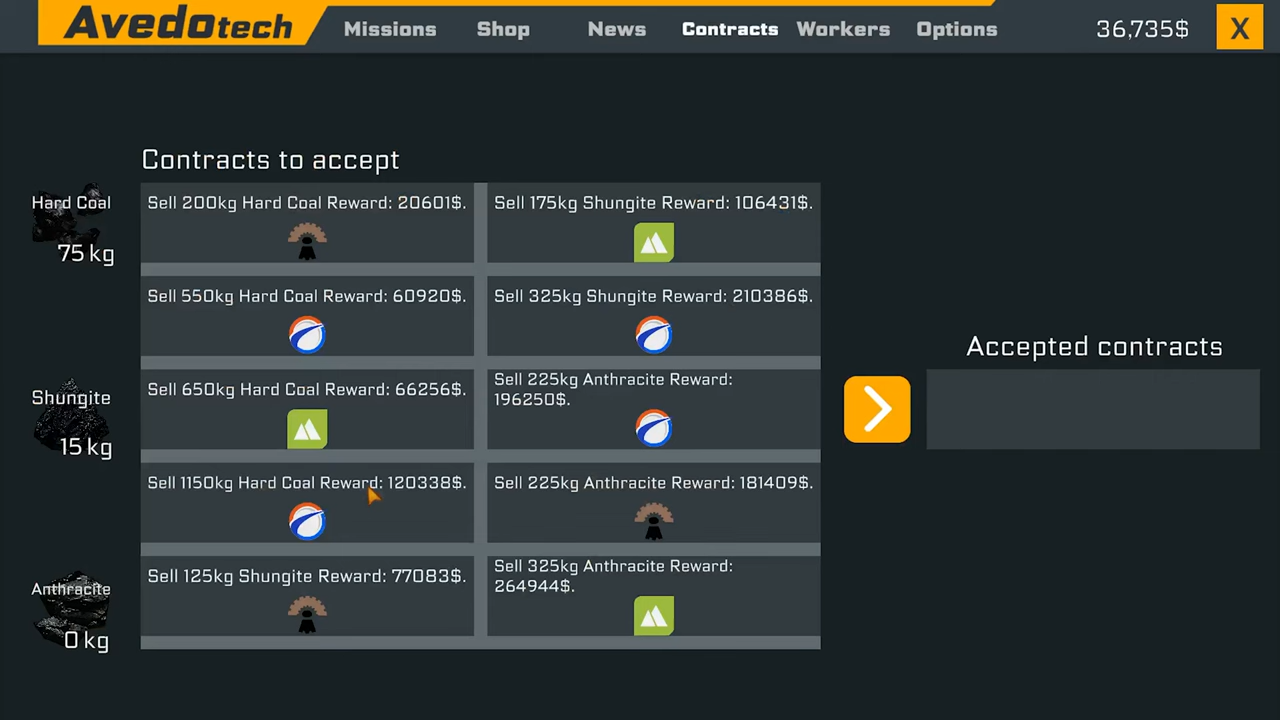 Avedotech
Missions
Shop
News
Contracts
Workers
Options
36,735$
X
Contracts to accept
Hard Coal
75 kg
Shungite
15 kg
Anthracite
0 kg
Sell 200kg Hard Coal Reward: 20601$.
Sell 175kg Shungite Reward: 106431$.
Sell 550kg Hard Coal Reward: 60920$.
Sell 325kg Shungite Reward: 210386$.
Sell 650kg Hard Coal Reward: 66256$.
Sell 225kg Anthracite Reward:
196250$.
Sell 1150kg Hard Coal Reward: 120338$.
Sell 225kg Anthracite Reward: 181409$.
Sell 125kg Shungite Reward: 77083$.
Sell 325kg Anthracite Reward:
264944$.
Accepted contracts